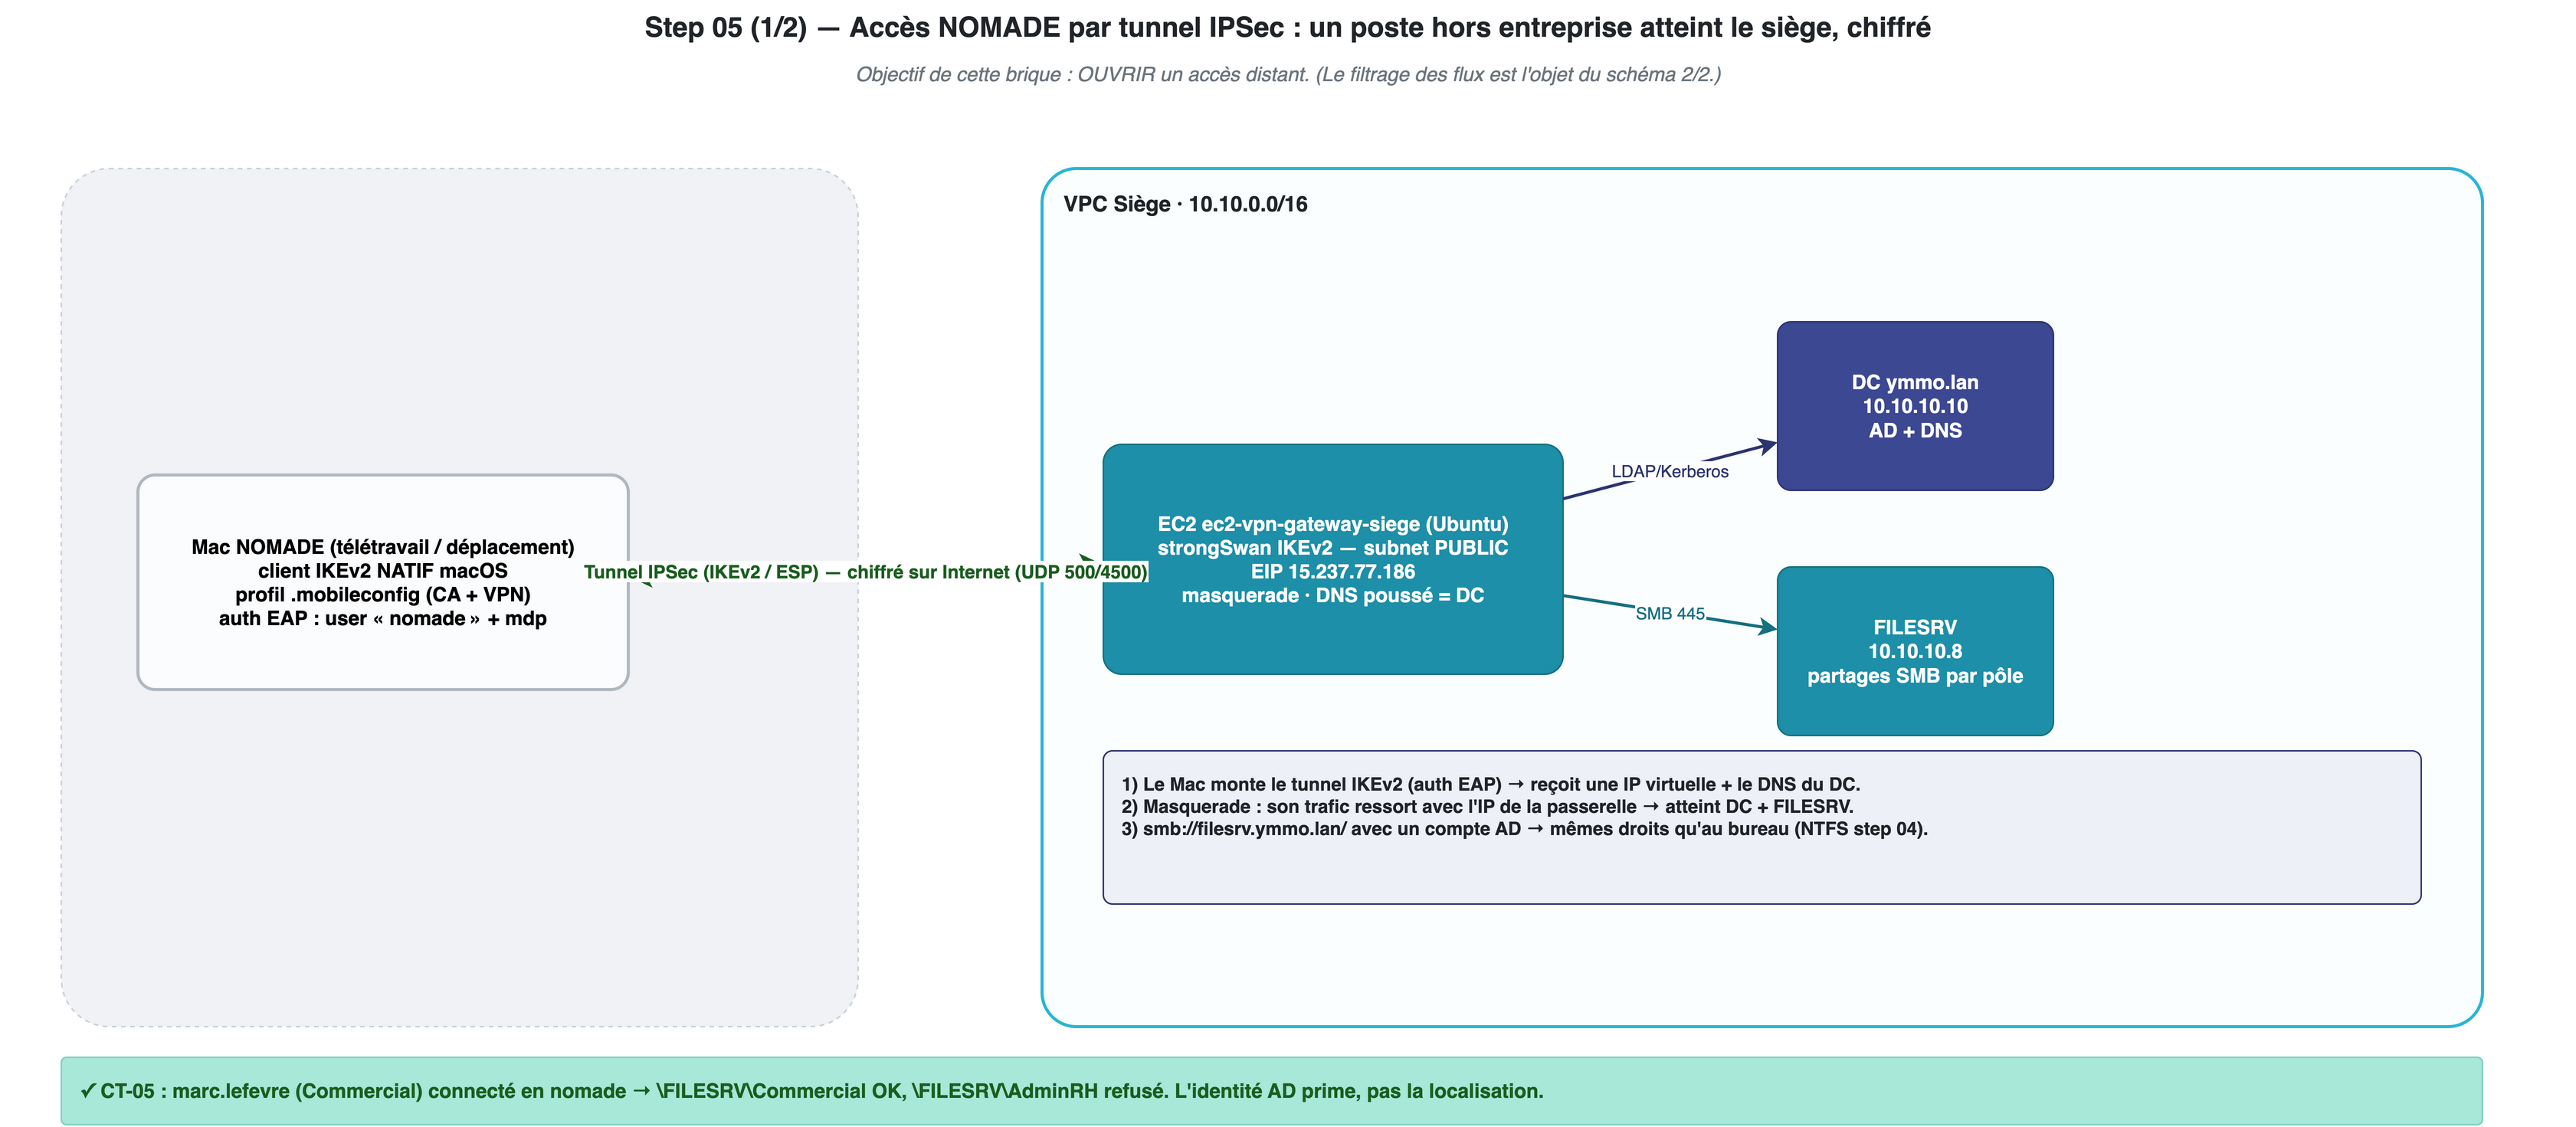 Step 05 (1/2) — Accès NOMADE par tunnel IPSec : un poste hors entreprise atteint le siège, chiffré
Objectif de cette brique : OUVRIR un accès distant. (Le filtrage des flux est l'objet du schéma 2/2.)
Mac NOMADE (télétravail / déplacement)
client IKEv2 NATIF macOS
profil .mobileconfig (CA + VPN)
auth EAP : user « nomade » + mdp
Tunnel IPSec (IKEv2 / ESP) — chiffré sur Internet (UDP 500/4500)
VPC Siège · 10.10.0.0/16
EC2 ec2-vpn-gateway-siege (Ubuntu)
strongSwan IKEv2 — subnet PUBLIC
EIP 15.237.77.186
masquerade · DNS poussé = DC
LDAP/Kerberos
DC ymmo.lan
10.10.10.10
AD + DNS
SMB 445
FILESRV
10.10.10.8
partages SMB par pôle
1) Le Mac monte le tunnel IKEv2 (auth EAP) → reçoit une IP virtuelle + le DNS du DC.
2) Masquerade : son trafic ressort avec l'IP de la passerelle → atteint DC + FILESRV.
3) smb://filesrv.ymmo.lan/ avec un compte AD → mêmes droits qu'au bureau (NTFS step 04).
✓ CT-05 : marc.lefevre (Commercial) connecté en nomade → \FILESRV\Commercial OK, \FILESRV\AdminRH refusé. L'identité AD prime, pas la localisation.